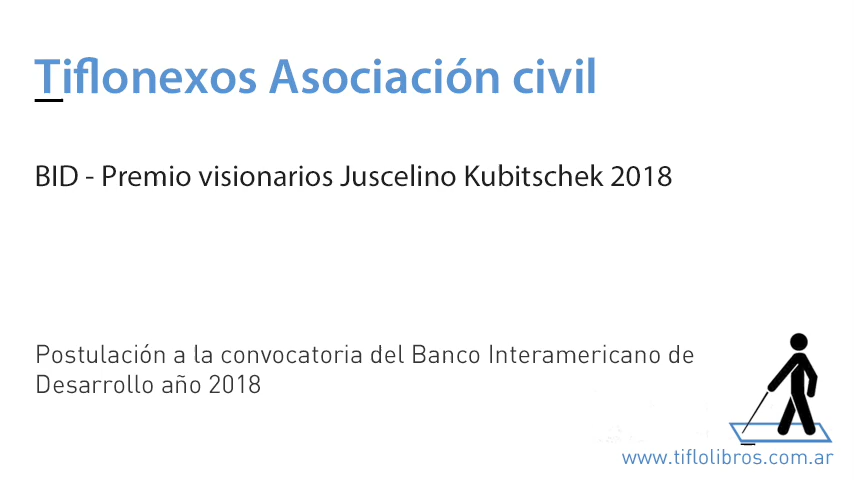 Tiflonexos Asociación civil
BID - Premio visionarios Juscelino Kubitschek 2018
Postulación a la convocatoria del Banco Interamericano de
Desarrollo año 2018
www.tiflolibros.com.ar